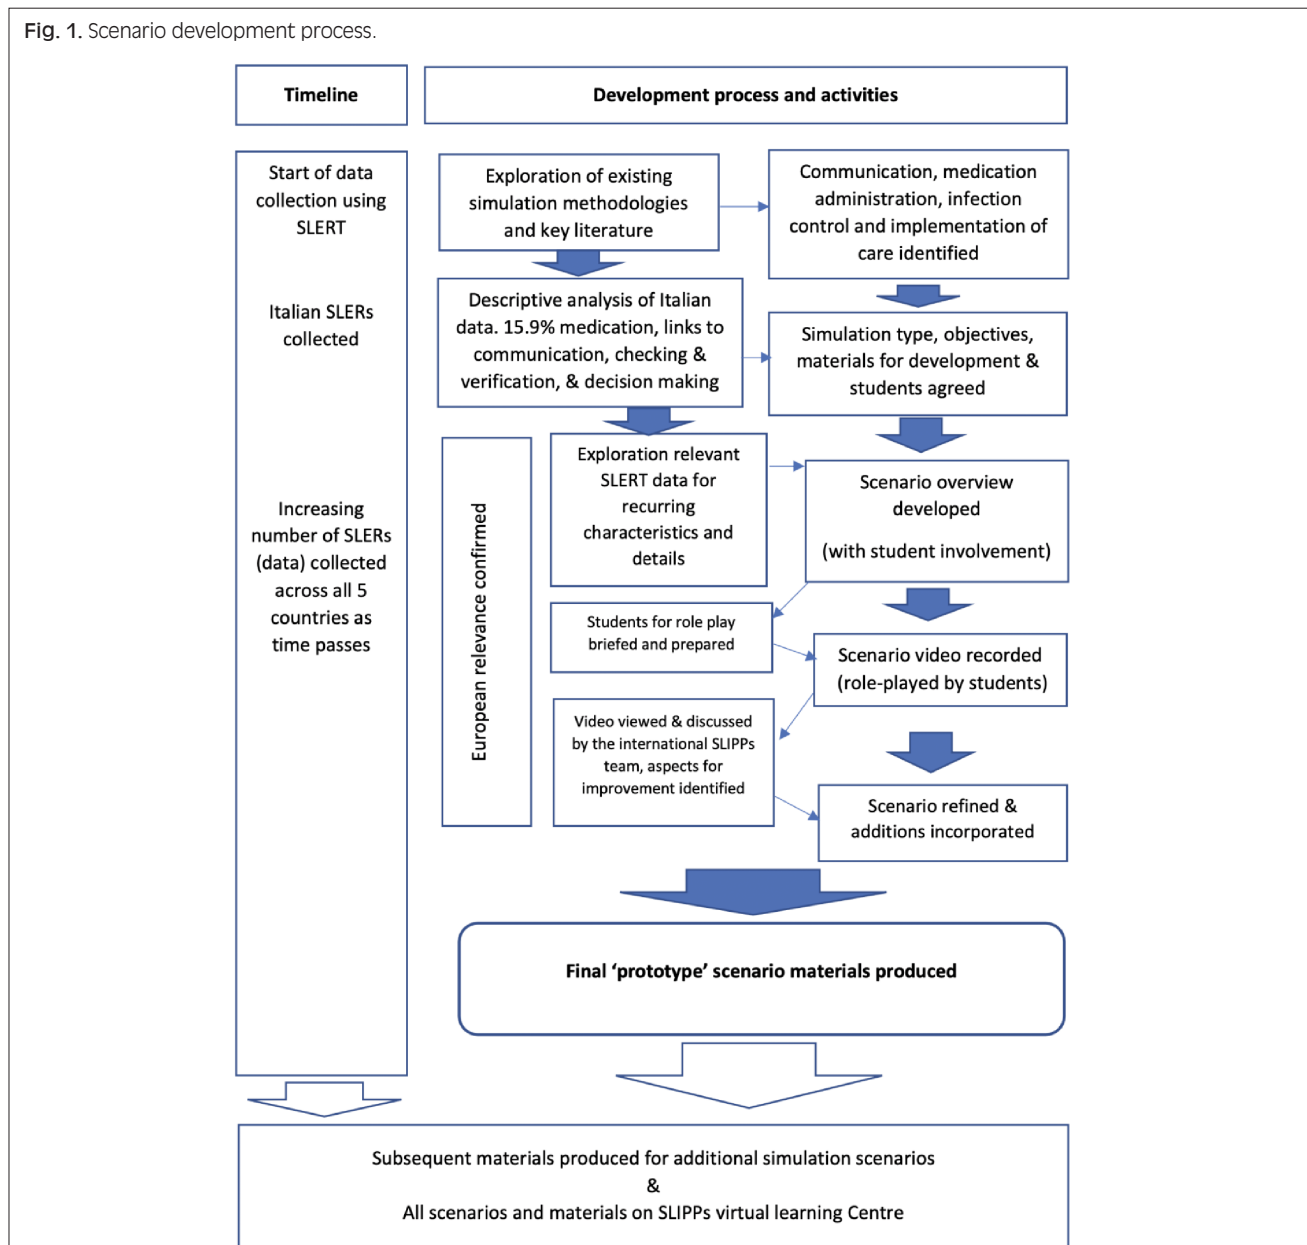 Fig. 1. Scenario development process.
Timeline
Development process and activities
Start of data
collection using
SLERT
Italian SLERs
collected
Increasing
number of SLERs
(data) collected
across all 5
countries as
time passes
Exploration of existing
simulation methodologies
and key literature
Communication, medication
administration, infection
control and implementation of
care identified
Descriptive analysis of Italian
data. 15.9% medication, links to
communication, checking &
verification, & decision making
Simulation type, objectives,
materials for development &
students agreed
European relevance confirmed
Exploration relevant
SLERT data for
recurring
characteristics and
details
Scenario overview
developed
(with student involvement)
Students for role play
briefed and prepared
Scenario video recorded
(role-played by students)
Video viewed & discussed
by the international SLIPPs
team, aspects for
improvement identified
Scenario refined &
additions incorporated
Final ‘prototype’ scenario materials produced
Subsequent materials produced for additional simulation scenarios
&
All scenarios and materials on SLIPPs virtual learning Centre